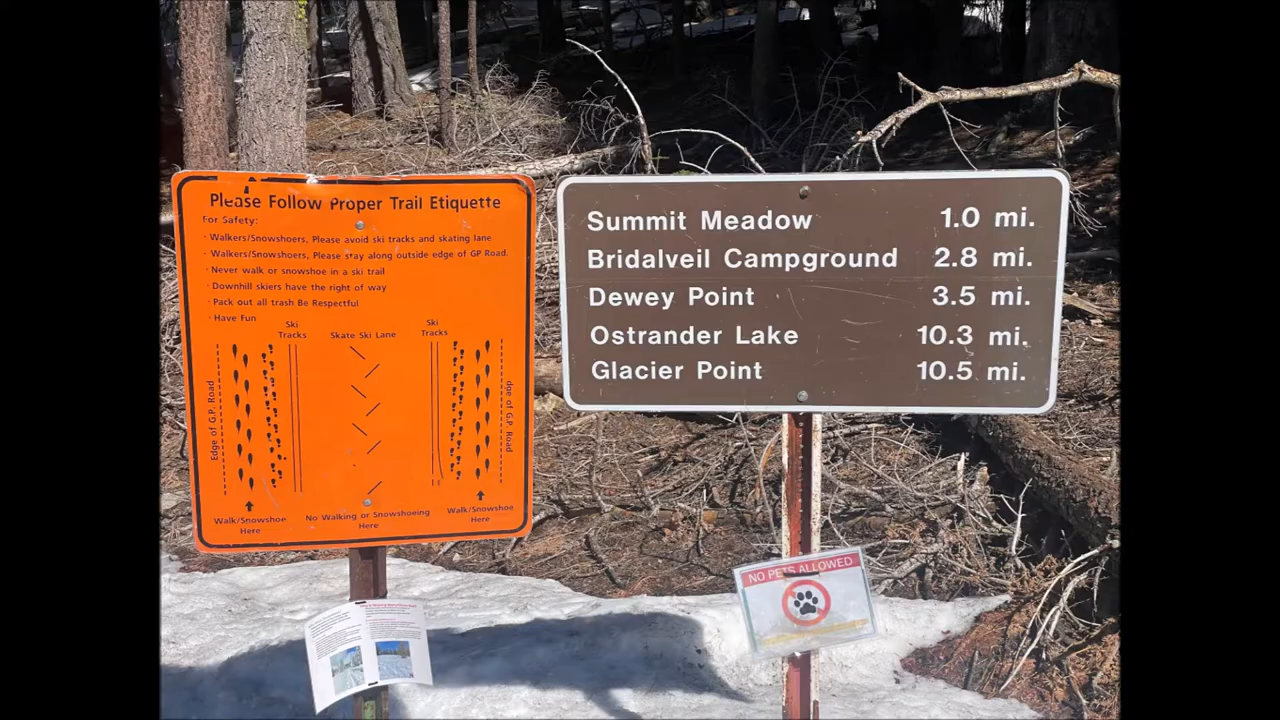 Please Follow Proper Trail Etiquette
For Safety:
· Walkers/Snowshoers, Please avoid ski tracks and skating lane
· Walkers/Snowshoers, Please stay along outside edge of GP Road.
· Never walk or snowshoe in a ski trail
· Downhill skiers have the right of way
· Pack out all trash Be Respectful
· Have Fun
Ski Tracks
Skate Ski Lane
Ski Tracks
Edge of G.P. Road
dge of G.P. Road
Walk/Snowshoe Here
No Walking or Snowshoeing Here
Walk/Snowshoe Here
Summit Meadow 1.0 mi.
Bridalveil Campground 2.8 mi.
Dewey Point 3.5 mi.
Ostrander Lake 10.3 mi.
Glacier Point 10.5 mi.
NO PETS ALLOWED